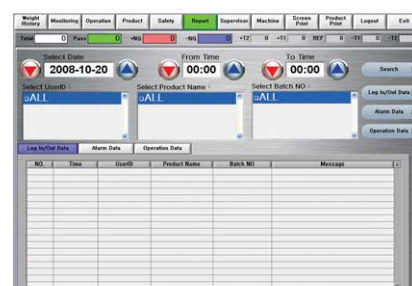 Weight History Monitoring Operation Product Safety Report Supervisor Machine Screen Print Product Print Logout Exit
Total 0 Pass 0 +NG 0 -NG 0 +T2 0 +T1 0 REF 0 -T1 0 -T2
Select Date From Time To Time
2008-10-20 00:00 00:00 Search
Select UserID : Select Product Name : Select Batch NO :
ALL ALL ALL
Log In/Out Data
Alarm Data
Operation Data
Log In/Out Data Alarm Data Operation Data
NO. Time UserID Product Name Batch NO Message